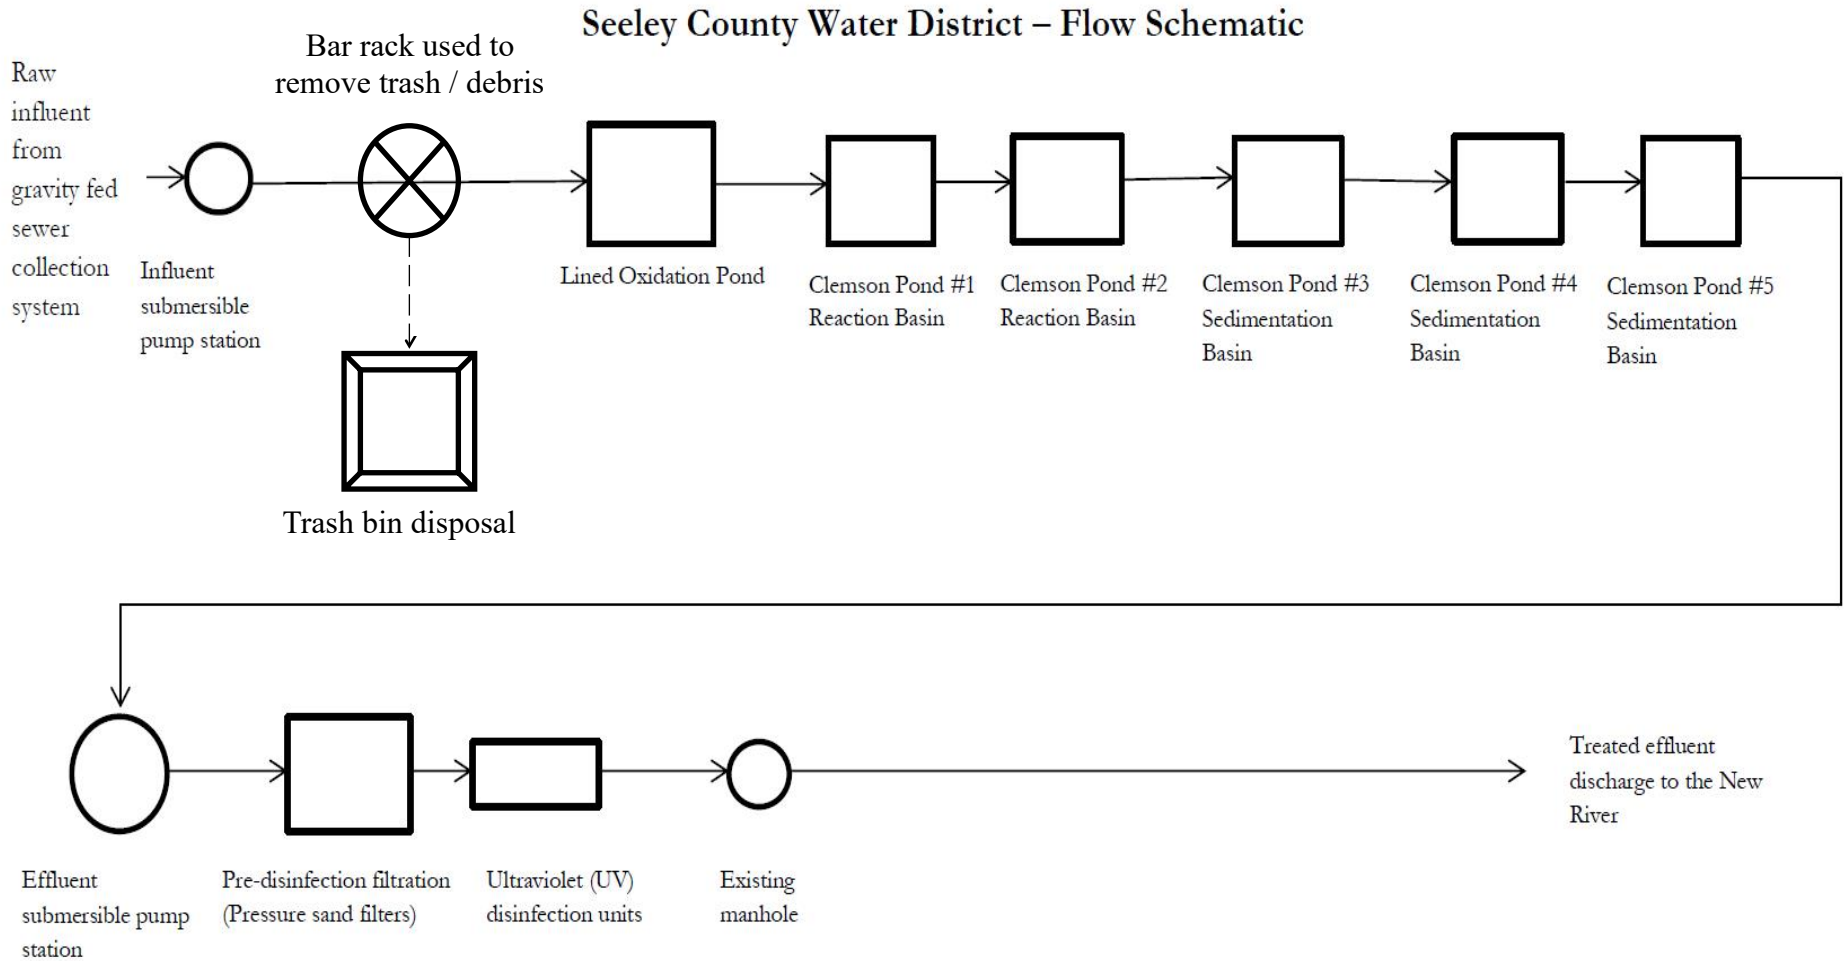 Seeley County Water District – Flow Schematic
Raw
influent
from
gravity fed
sewer
collection
system
Influent
submersible
pump station
Bar rack used to
remove trash / debris
Trash bin disposal
Lined Oxidation Pond
Clemson Pond #1
Reaction Basin
Clemson Pond #2
Reaction Basin
Clemson Pond #3
Sedimentation
Basin
Clemson Pond #4
Sedimentation
Basin
Clemson Pond #5
Sedimentation
Basin
Effluent
submersible pump
station
Pre-disinfection filtration
(Pressure sand filters)
Ultraviolet (UV)
disinfection units
Existing
manhole
Treated effluent
discharge to the New
River